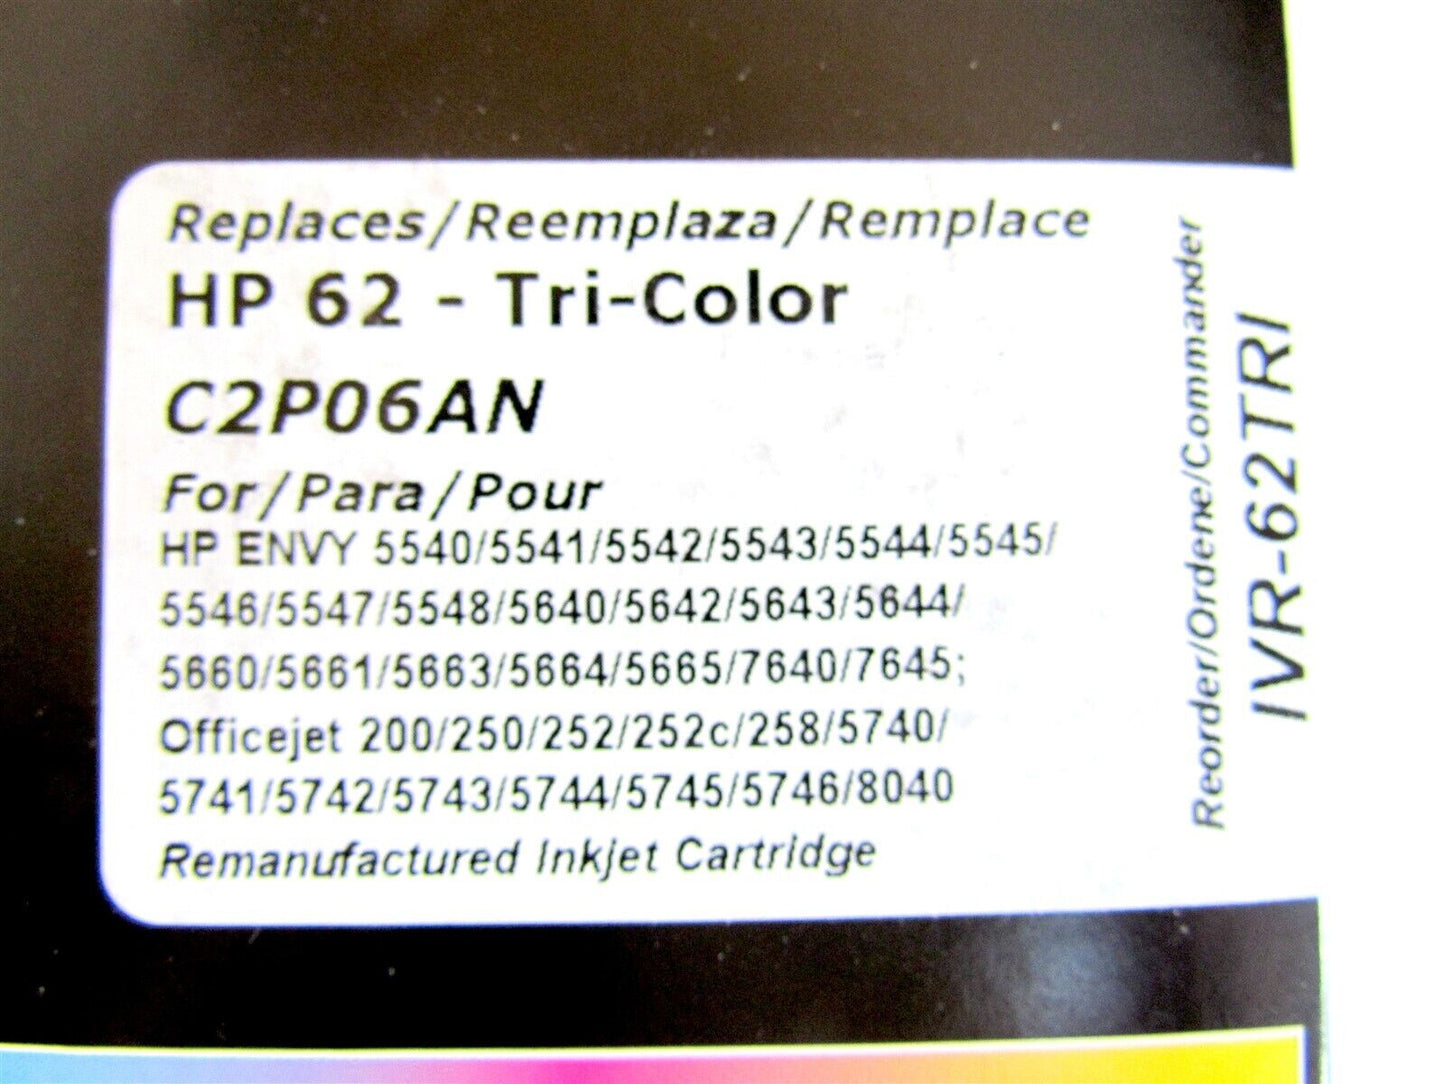 Replaces/Reemplaza/Remplace
HP 62 - Tri-Color
C2P06AN
For/Para/Pour
HP ENVY 5540/5541/5542/5543/5544/5545/
5546/5547/5548/5640/5642/5643/5644/
5660/5661/5663/5664/5665/7640/7645;
Officejet 200/250/252/252c/258/5740/
5741/5742/5743/5744/5745/5746/8040
Remanufactured Inkjet Cartridge
Reorder/Ordene/Commander
IVR-62TRI